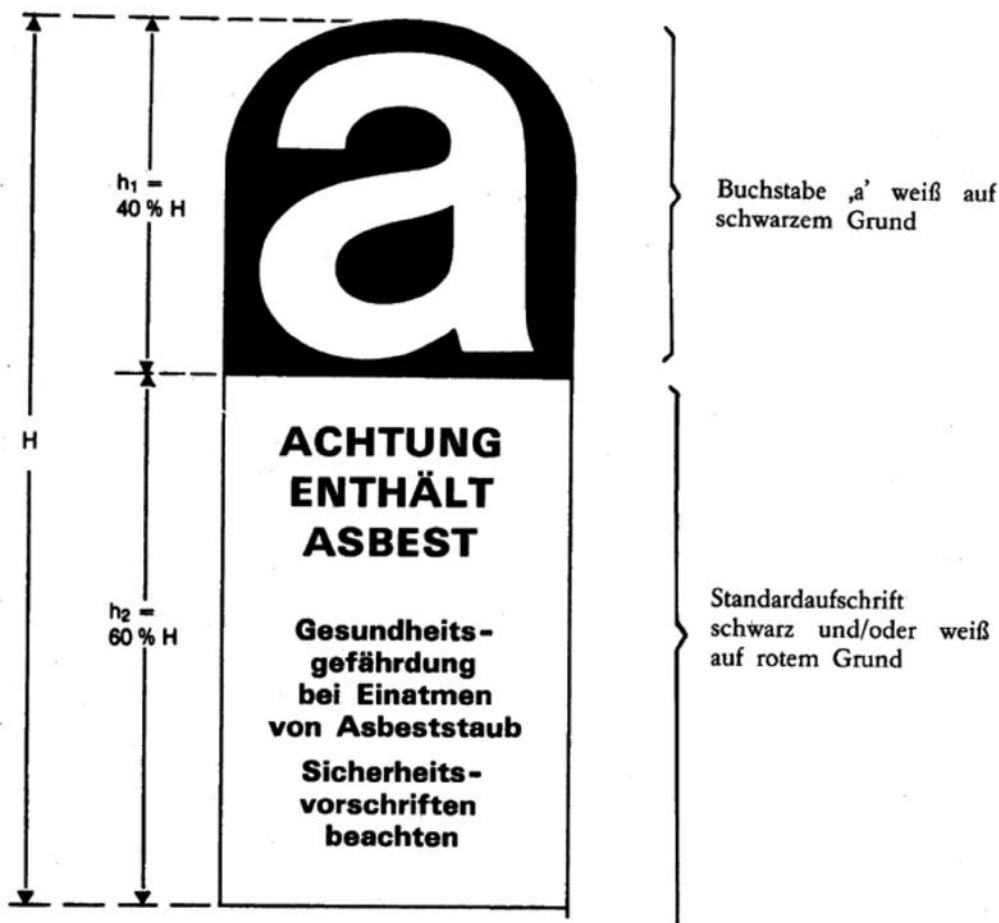 a
h₁ =
40 % H
Buchstabe ‚a’ weiß auf
schwarzem Grund
H
ACHTUNG
ENTHÄLT
ASBEST
h₂ =
60 % H
Gesundheits-
gefährdung
bei Einatmen
von Asbeststaub
Sicherheits-
vorschriften
beachten
Standardaufschrift
schwarz und/oder weiß
auf rotem Grund